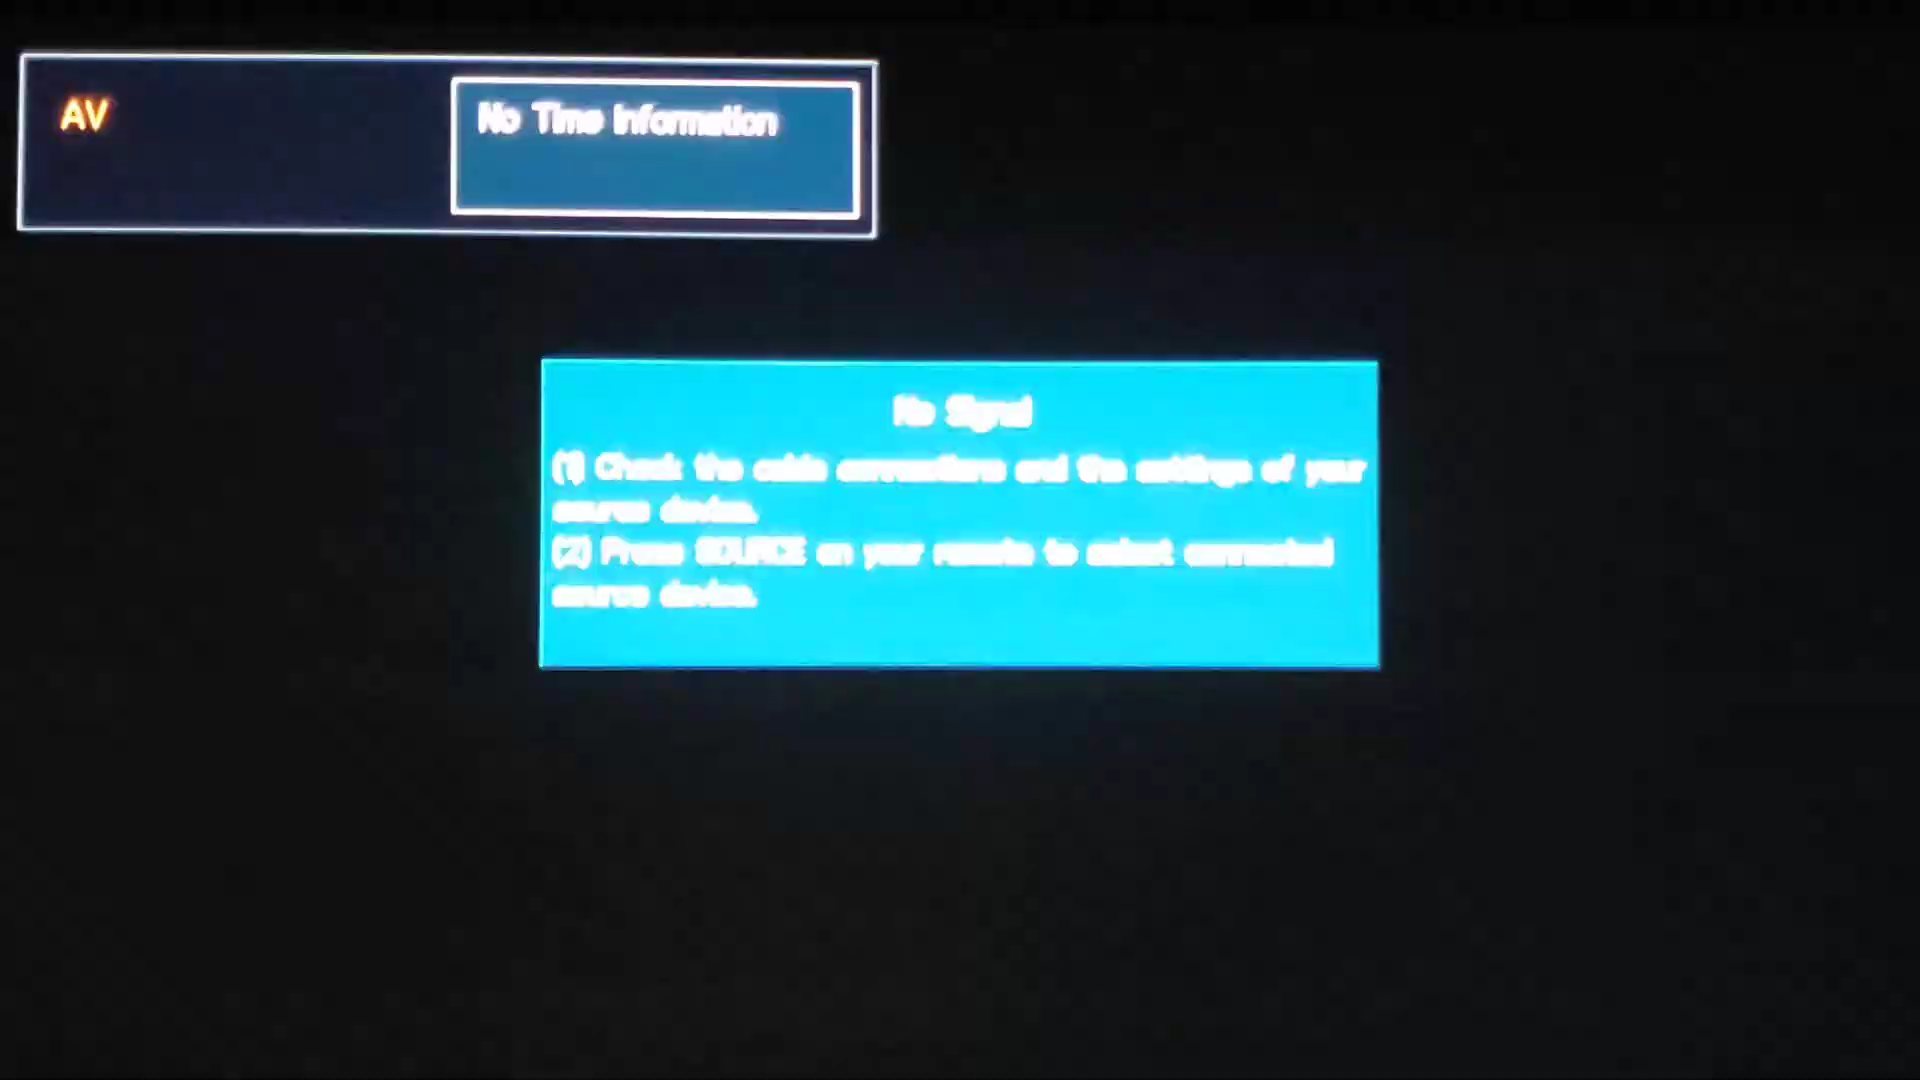 AV
No Time Information
No Signal
(1) Check the cable connections and the settings of your
source device.
(2) Press SOURCE on your remote to select connected
source device.